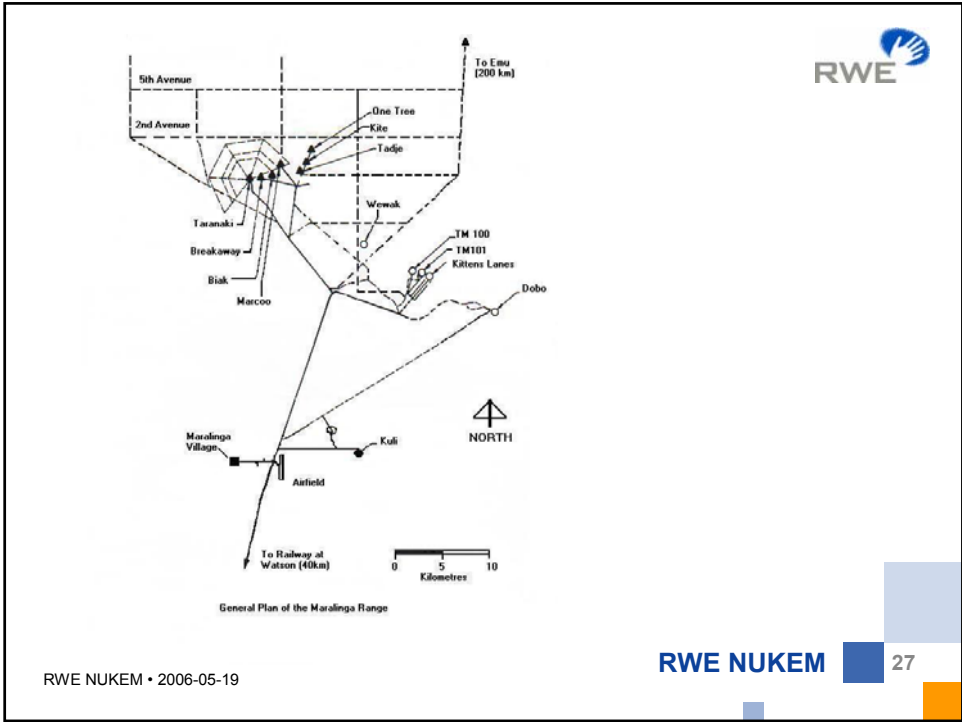 RWE
To Emu
(200 km)
5th Avenue
2nd Avenue
One Tree
Kite
Tadje
Wewak
Taranaki
Breakaway
Biak
Marcoo
TM 100
TM101
Kittens Lanes
Dobo
NORTH
Maralinga
Village
Kuli
Airfield
To Railway at
Watson (40km)
0 5 10
Kilometres
General Plan of the Maralinga Range
RWE NUKEM 27
RWE NUKEM • 2006-05-19